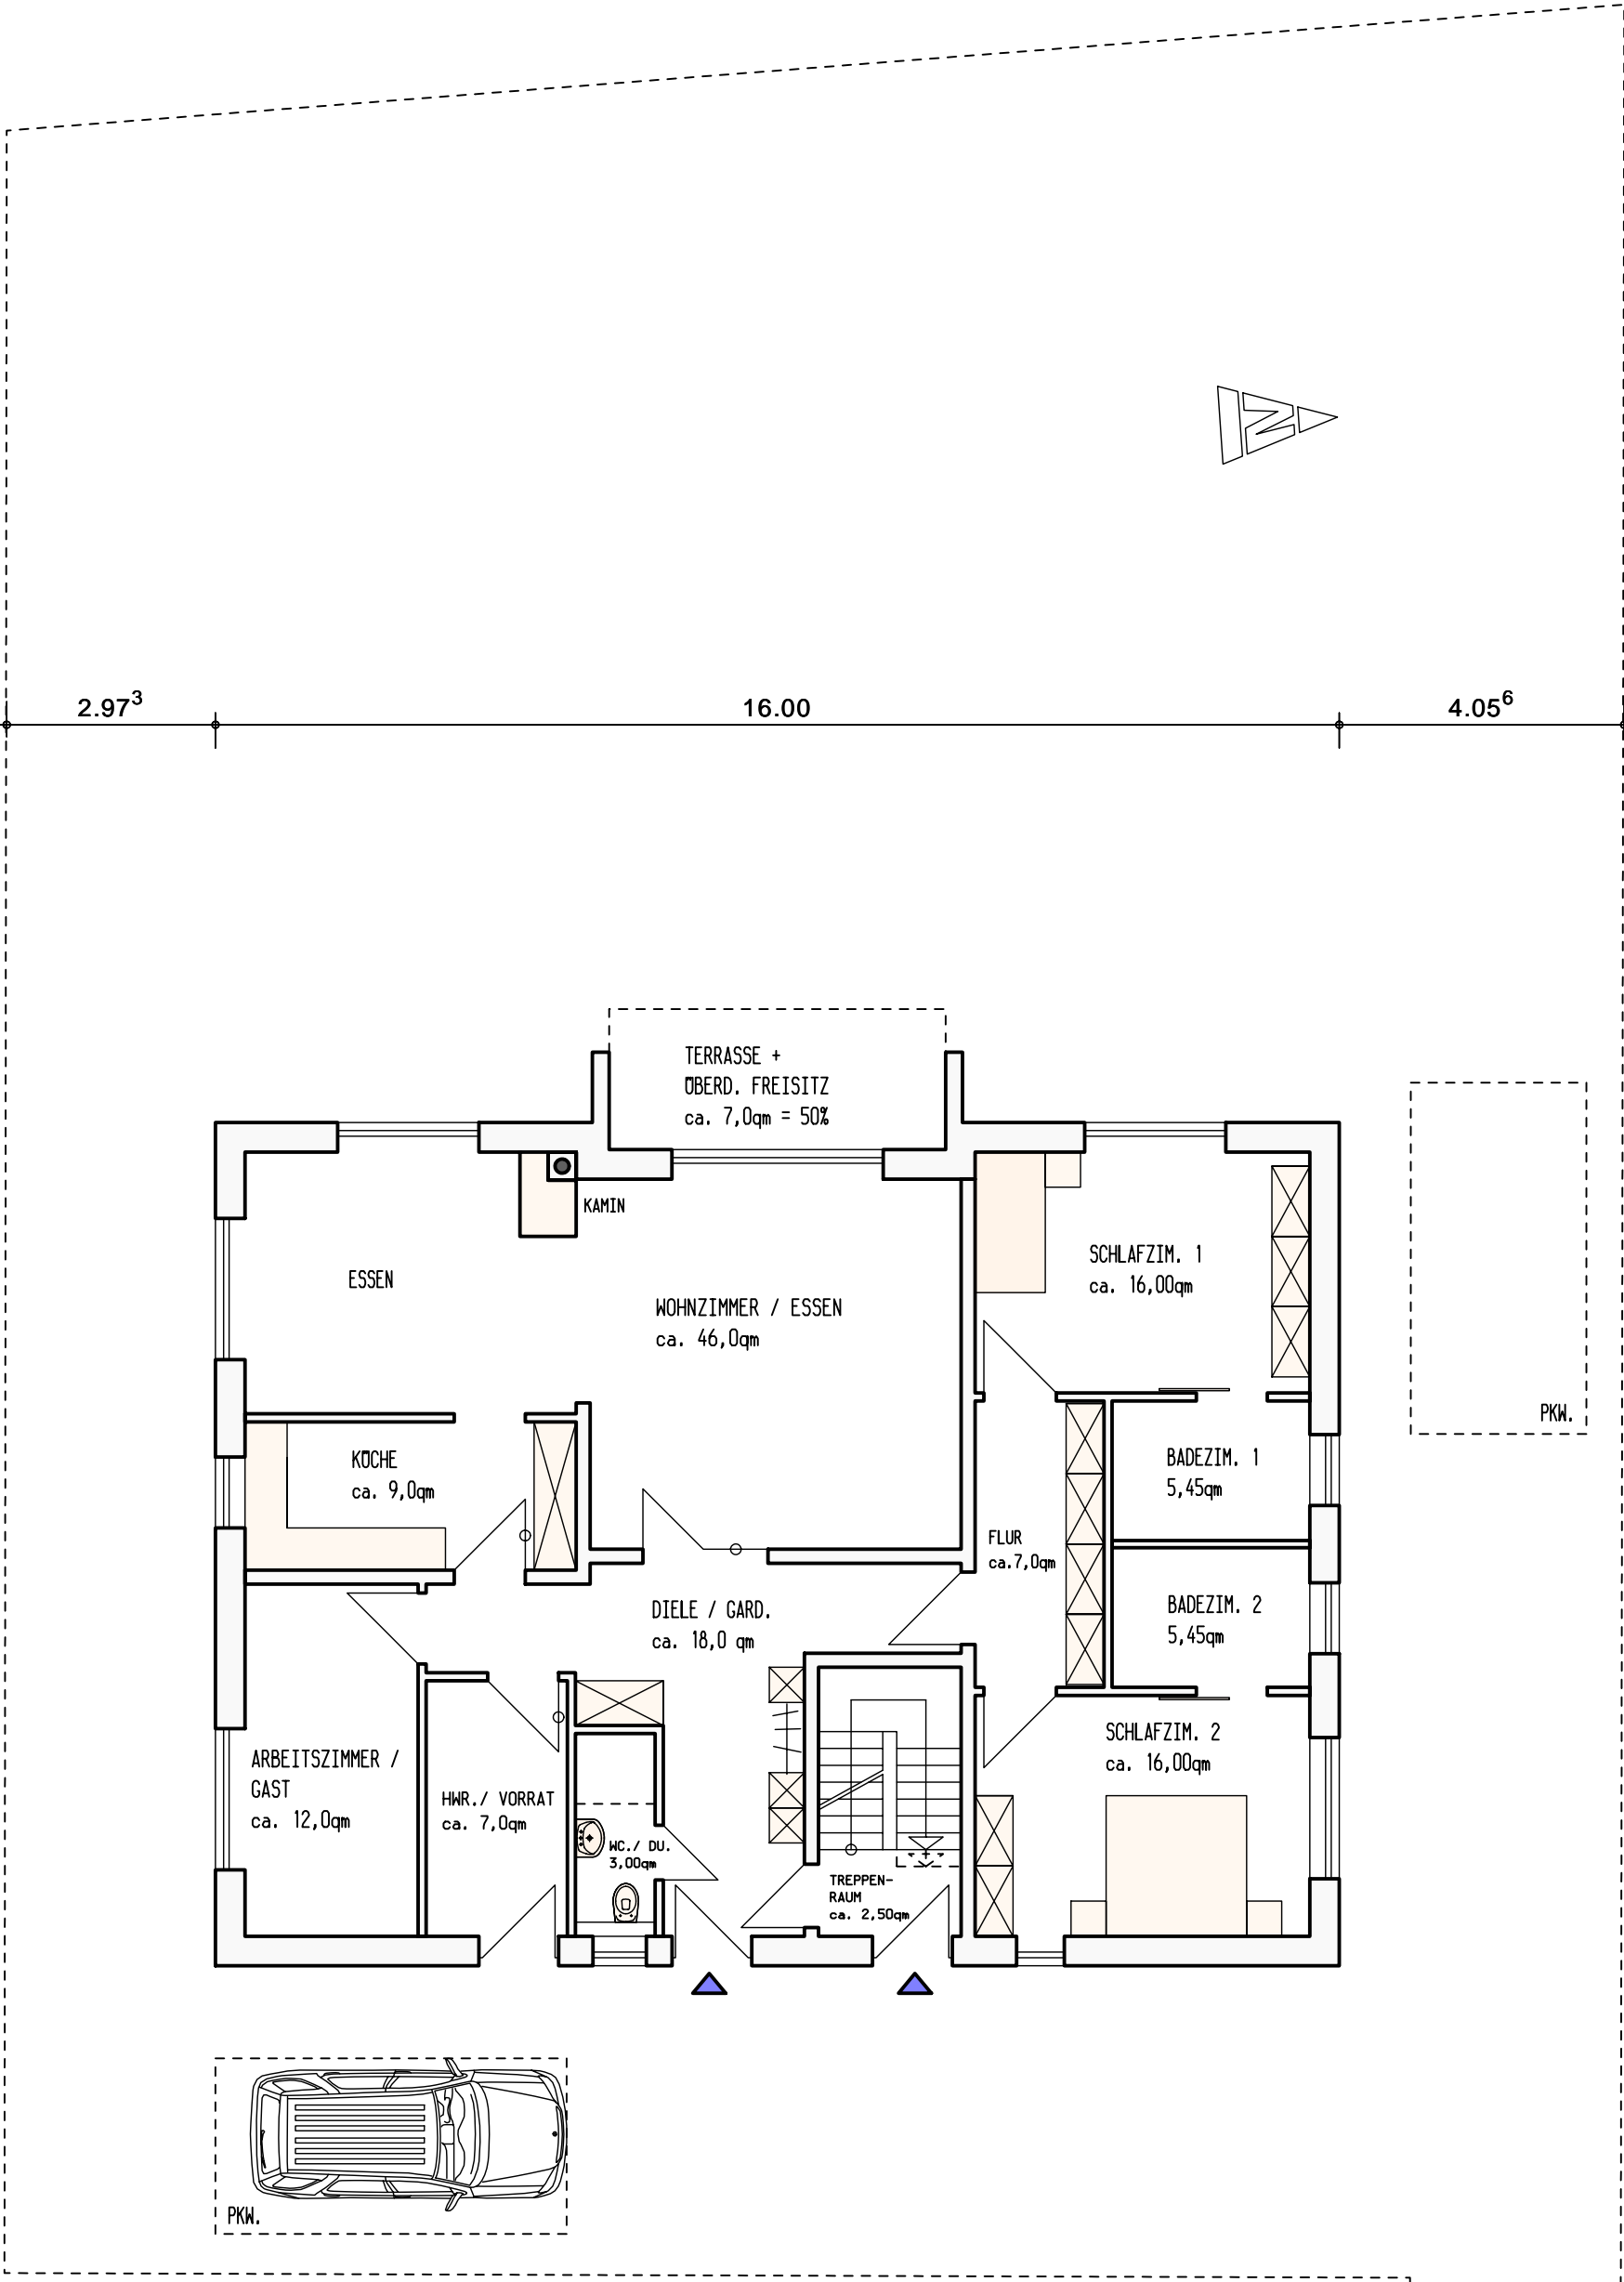 N
2.97³
16.00
4.05⁶
TERRASSE +
ÜBERD. FREISITZ
ca. 7,0qm = 50%
KAMIN
ESSEN
WOHNZIMMER / ESSEN
ca. 46,0qm
SCHLAFZIM. 1
ca. 16,00qm
PKW.
KÜCHE
ca. 9,0qm
BADEZIM. 1
5,45qm
FLUR
ca.7,0qm
DIELE / GARD.
ca. 18,0 qm
BADEZIM. 2
5,45qm
ARBEITSZIMMER /
GAST
ca. 12,0qm
HWR./ VORRAT
ca. 7,0qm
WC./ DU.
3,00qm
TREPPEN-
RAUM
ca. 2,50qm
SCHLAFZIM. 2
ca. 16,00qm
PKW.